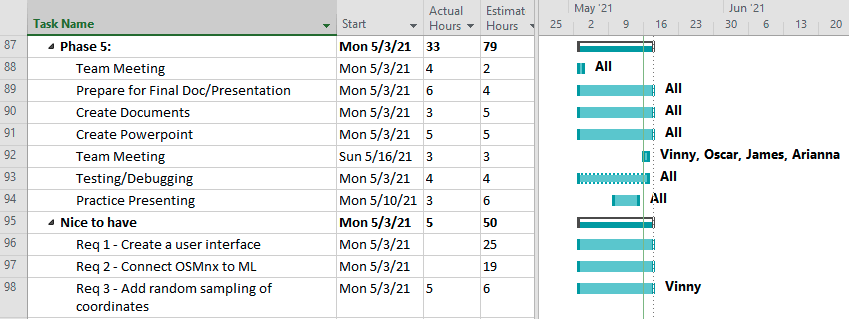 Actual Estimat May '21 Jun '21
Task Name Start Hours Hours 25 2 9 16 23 30 6 13 20
87 Phase 5: Mon 5/3/21 33 79
88 Team Meeting Mon 5/3/21 4 2 All
89 Prepare for Final Doc/Presentation Mon 5/3/21 6 4 All
90 Create Documents Mon 5/3/21 3 5 All
91 Create Powerpoint Mon 5/3/21 5 5 All
92 Team Meeting Sun 5/16/21 3 3 Vinny, Oscar, James, Arianna
93 Testing/Debugging Mon 5/3/21 4 4 All
94 Practice Presenting Mon 5/10/21 3 6 All
95 Nice to have Mon 5/3/21 5 50
96 Req 1 - Create a user interface Mon 5/3/21 25
97 Req 2 - Connect OSMnx to ML Mon 5/3/21 19
98 Req 3 - Add random sampling of Mon 5/3/21 5 6 Vinny
coordinates